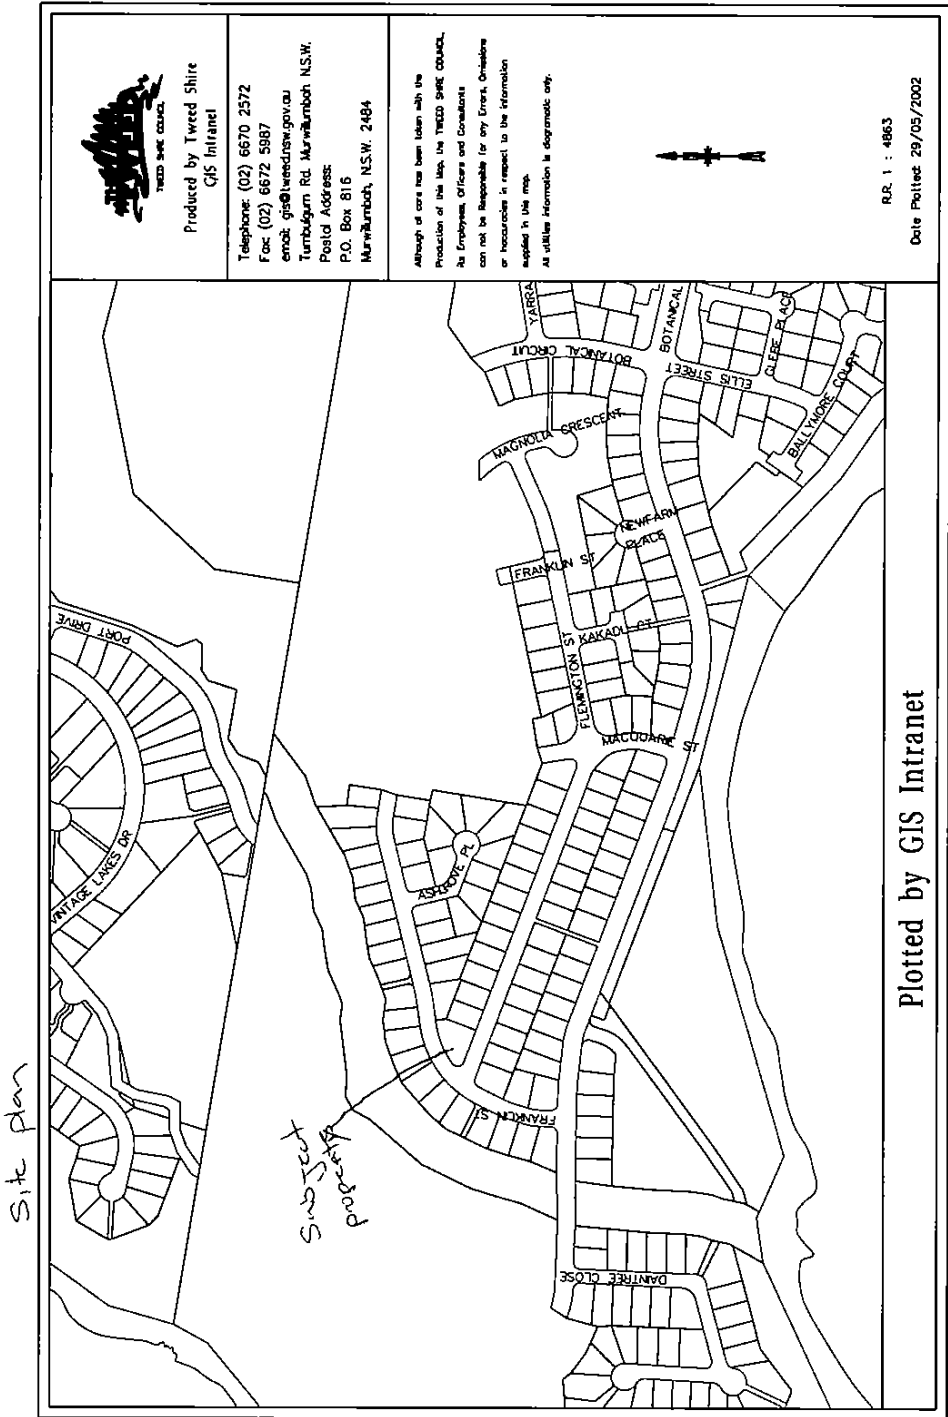 Site plan
TWEED SHIRE COUNCIL
Produced by Tweed Shire
GIS Intranet
Telephone: (02) 6670 2572
Fax: (02) 6672 5987
email: gis@tweed.nsw.gov.au
Tumbulgum Rd. Murwillumbah N.S.W.
Postal Address:
P.O. Box 816
Murwillumbah, N.S.W. 2484
Although all care has been taken with the
Production of this Map, the TWEED SHIRE COUNCIL,
its Employees, Officers and Consultants
can not be Responsible for any Errors, Omissions
or inaccuracies in respect to the information
supplied in this map.
All utilities information is diagramatic only.
R.R. 1 : 4863
Date Plotted: 29/05/2002
PORT DRIVE
VINTAGE LAKES DR
Subject
property
ASHGROVE PL
FRANKLIN ST
FLEMINGTON ST
FRANKLIN ST
KAKADU CT
MACQUARIE ST
MAGNOLIA CRESCENT
NEWFARM
PLACE
YARRA
BOTANICAL CIRCUIT
BOTANICAL
ELLIS STREET
GLEBE PLACE
BALLYMORE COURT
DAINTREE CLOSE
Plotted by GIS Intranet